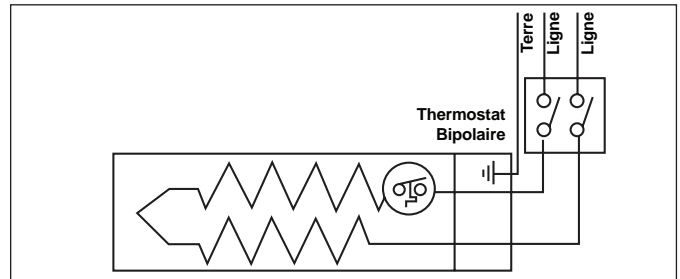 Terre
Ligne
Ligne
Thermostat
Bipolaire